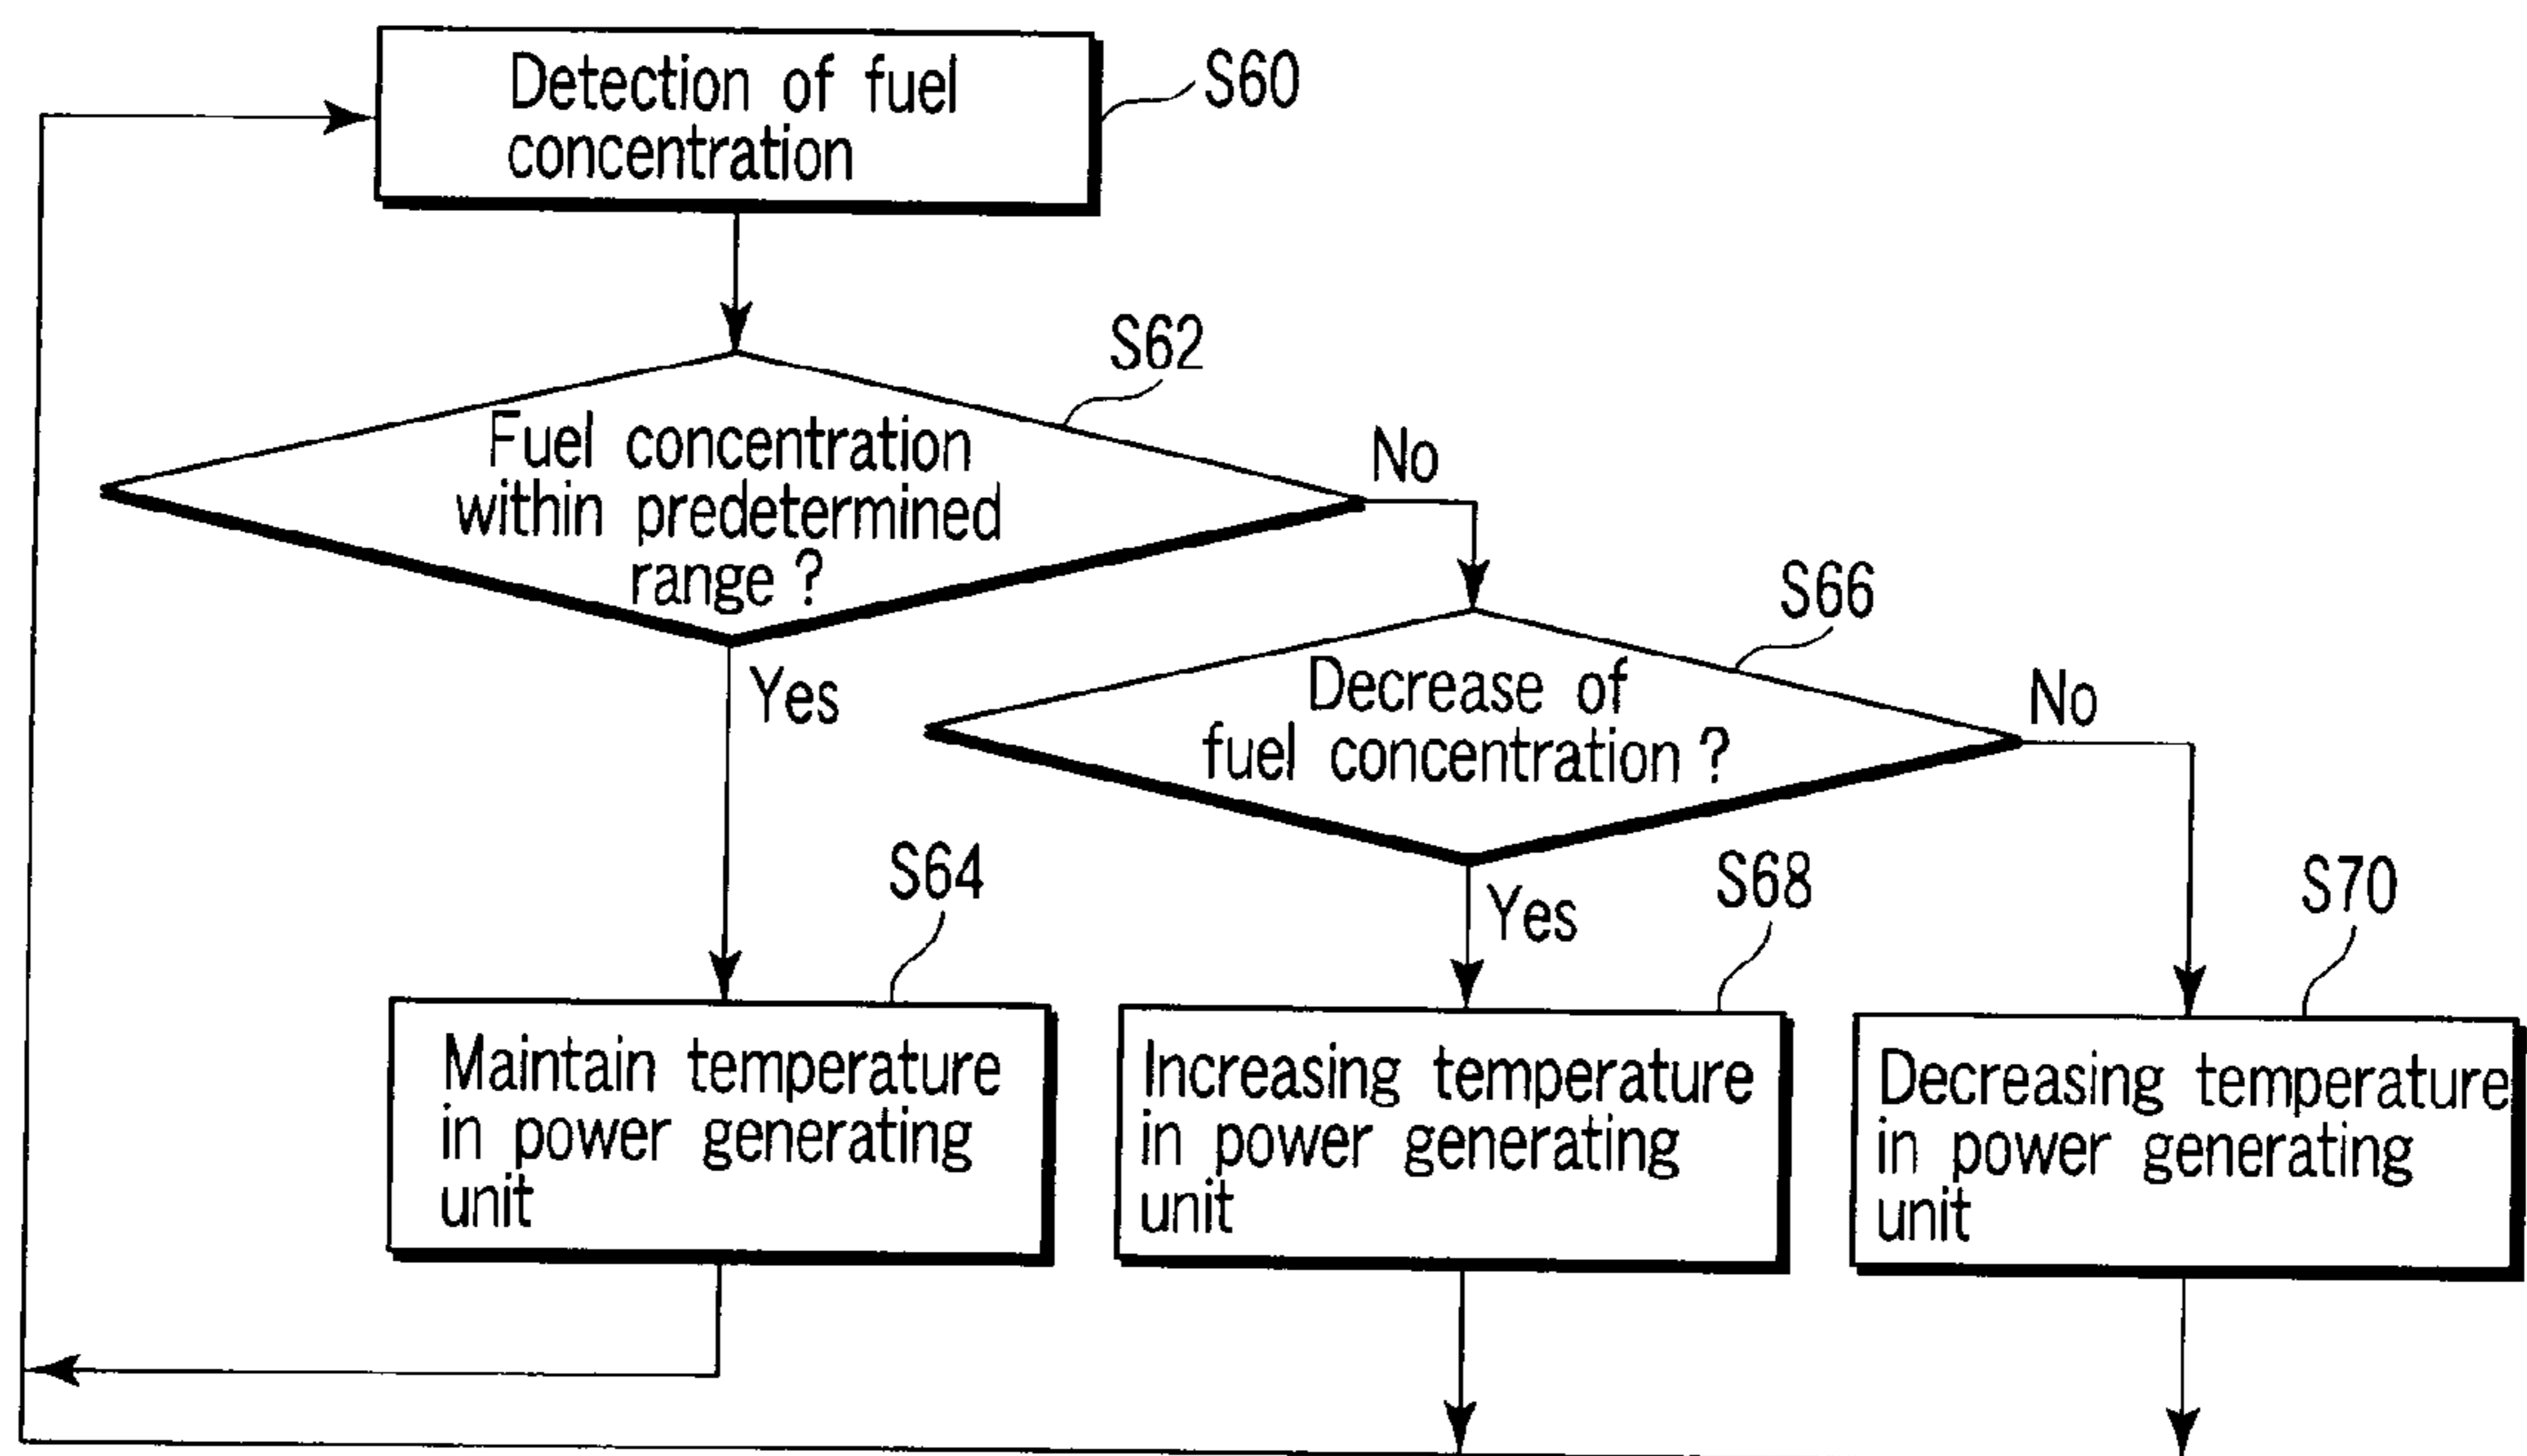 Detection of fuel
concentration
S60
S62
Fuel concentration
within predetermined
range ?
No
Yes
S66
Decrease of
fuel concentration ?
No
Yes
S64
Maintain temperature
in power generating
unit
S68
Increasing temperature
in power generating
unit
S70
Decreasing temperature
in power generating
unit